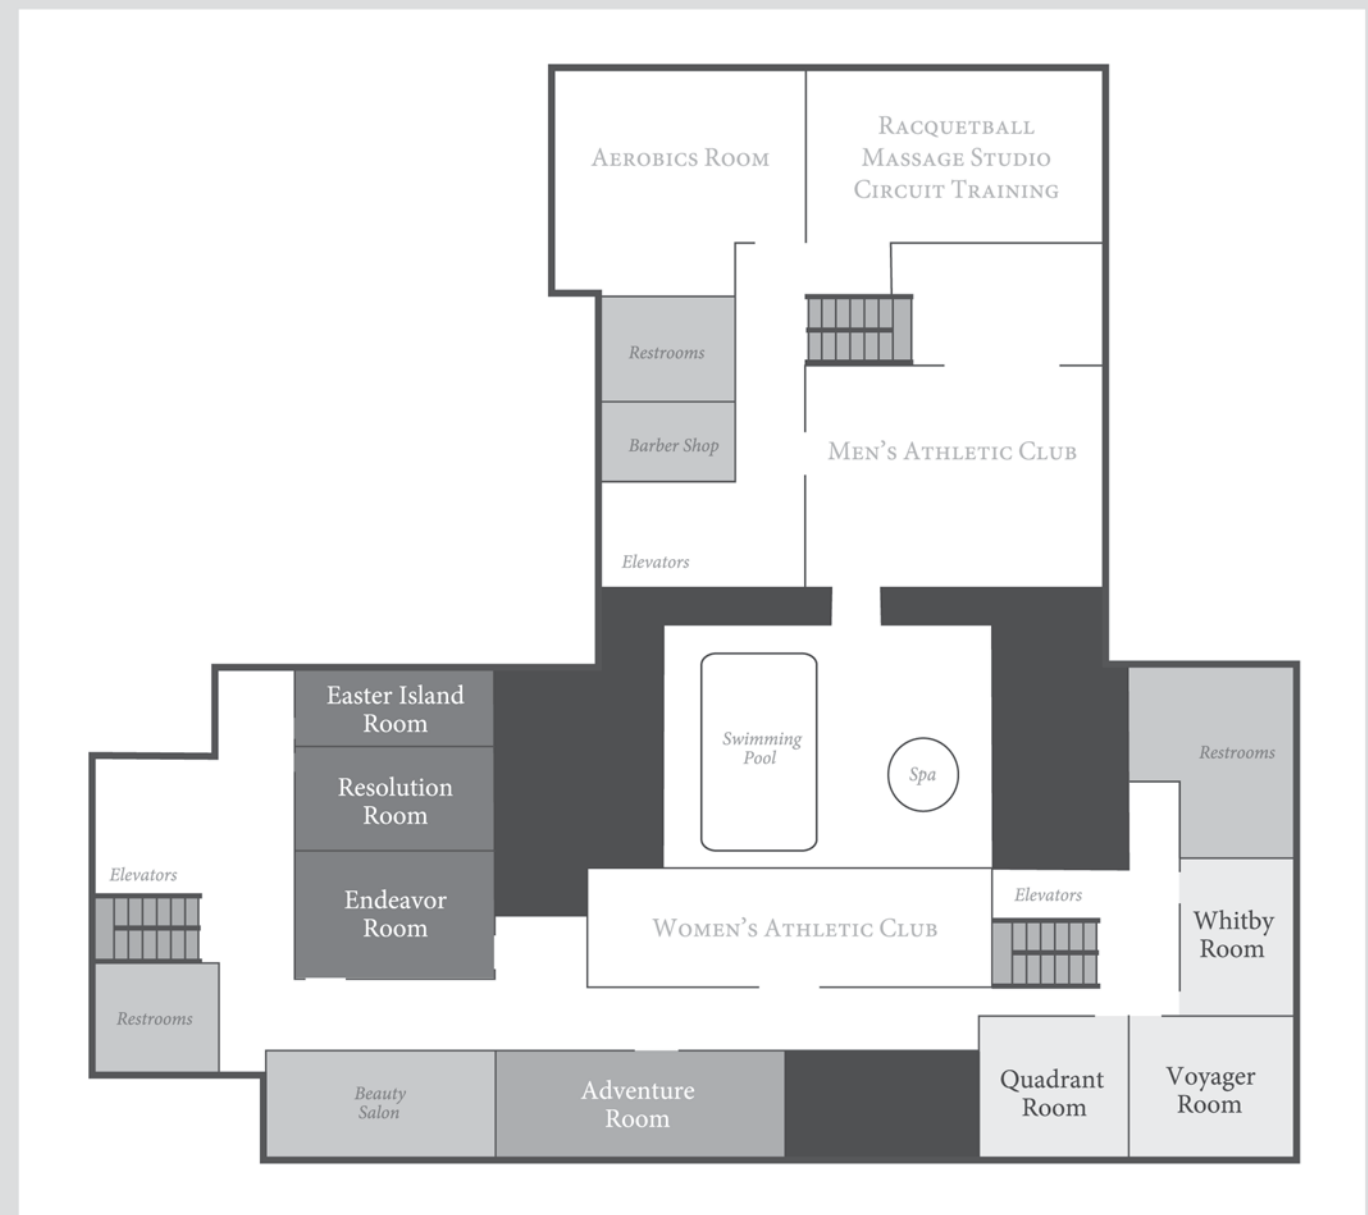 AEROBICS ROOM
RACQUETBALL
MASSAGE STUDIO
CIRCUIT TRAINING
Restrooms
Barber Shop
MEN'S ATHLETIC CLUB
Elevators
Easter Island
Room
Resolution
Room
Endeavor
Room
Swimming
Pool
Spa
Restrooms
Elevators
Restrooms
WOMEN'S ATHLETIC CLUB
Elevators
Whitby
Room
Beauty
Salon
Adventure
Room
Quadrant
Room
Voyager
Room